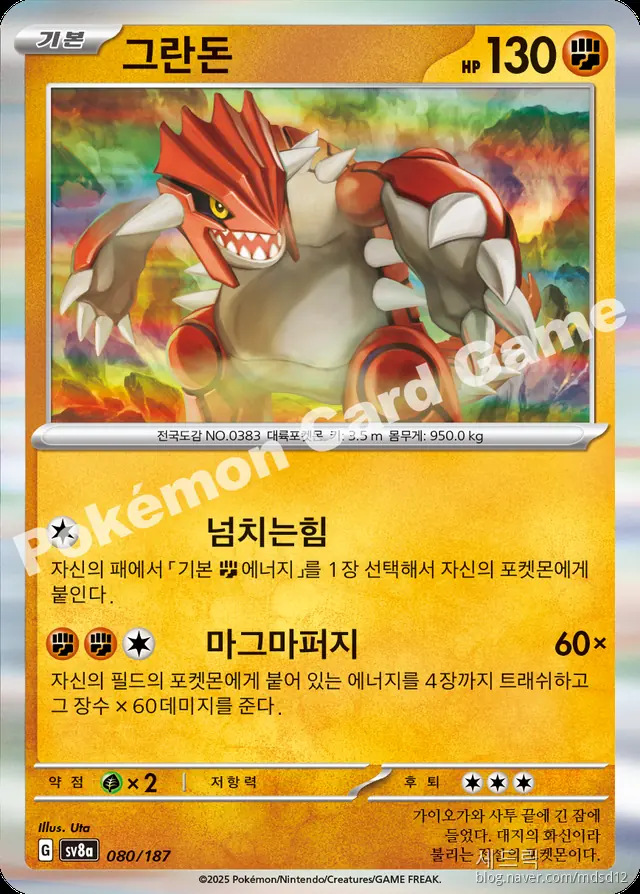 기본 그란돈 HP 130
전국도감 NO.0383 대륙포켓몬 키: 3.5 m 몸무게: 950.0 kg
Pokémon Card Game
넘치는힘
자신의 패에서 「기본 에너지」를 1장 선택해서 자신의 포켓몬에게
붙인다.
마그마퍼지 60×
자신의 필드의 포켓몬에게 붙어 있는 에너지를 4장까지 트래쉬하고
그 장수 × 60데미지를 준다.
약점 ×2 저항력 후퇴
가이오가와 사투 끝에 긴 잠에
들었다. 대지의 화신이라
불리는 전설의 포켓몬이다.
Illus. Uta
G sv8a 080/187
©2025 Pokémon/Nintendo/Creatures/GAME FREAK.
blog.naver.com/mdsd12